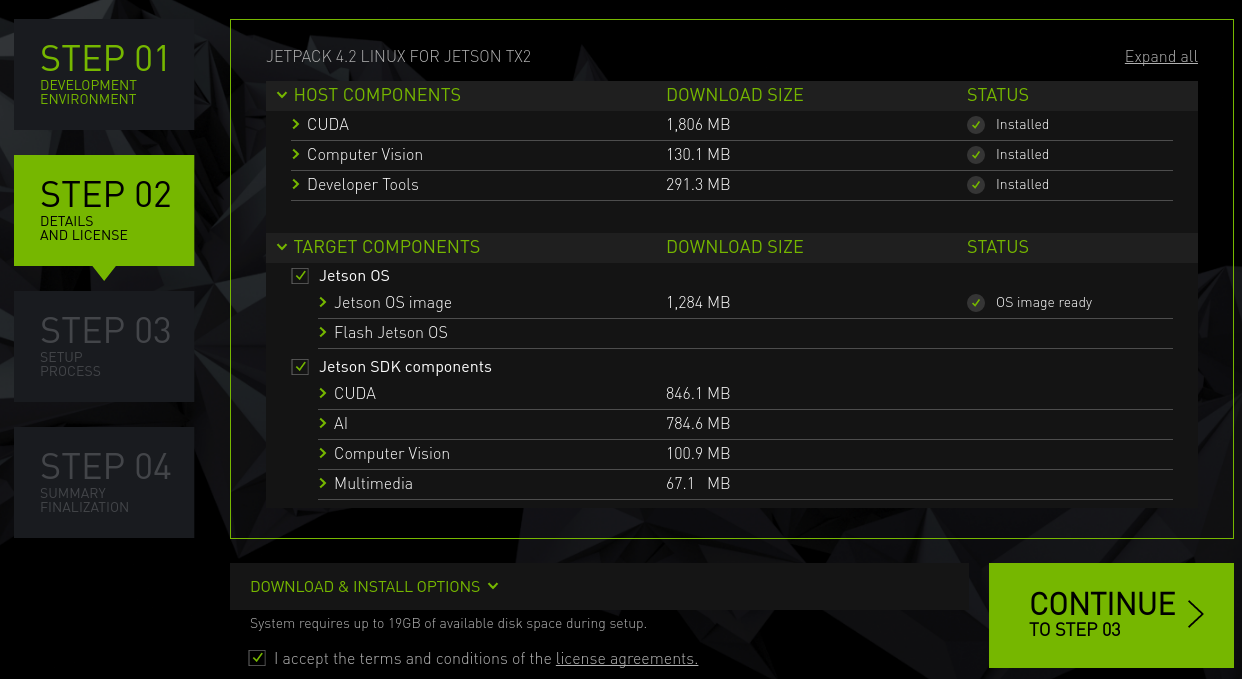 STEP 01
DEVELOPMENT
ENVIRONMENT
STEP 02
DETAILS
AND LICENSE
STEP 03
SETUP
PROCESS
STEP 04
SUMMARY
FINALIZATION
JETPACK 4.2 LINUX FOR JETSON TX2 Expand all
HOST COMPONENTS DOWNLOAD SIZE STATUS
CUDA 1,806 MB Installed
Computer Vision 130.1 MB Installed
Developer Tools 291.3 MB Installed
TARGET COMPONENTS DOWNLOAD SIZE STATUS
Jetson OS
Jetson OS image 1,284 MB OS image ready
Flash Jetson OS
Jetson SDK components
CUDA 846.1 MB
AI 784.6 MB
Computer Vision 100.9 MB
Multimedia 67.1 MB
DOWNLOAD & INSTALL OPTIONS
System requires up to 19GB of available disk space during setup.
I accept the terms and conditions of the license agreements.
CONTINUE
TO STEP 03